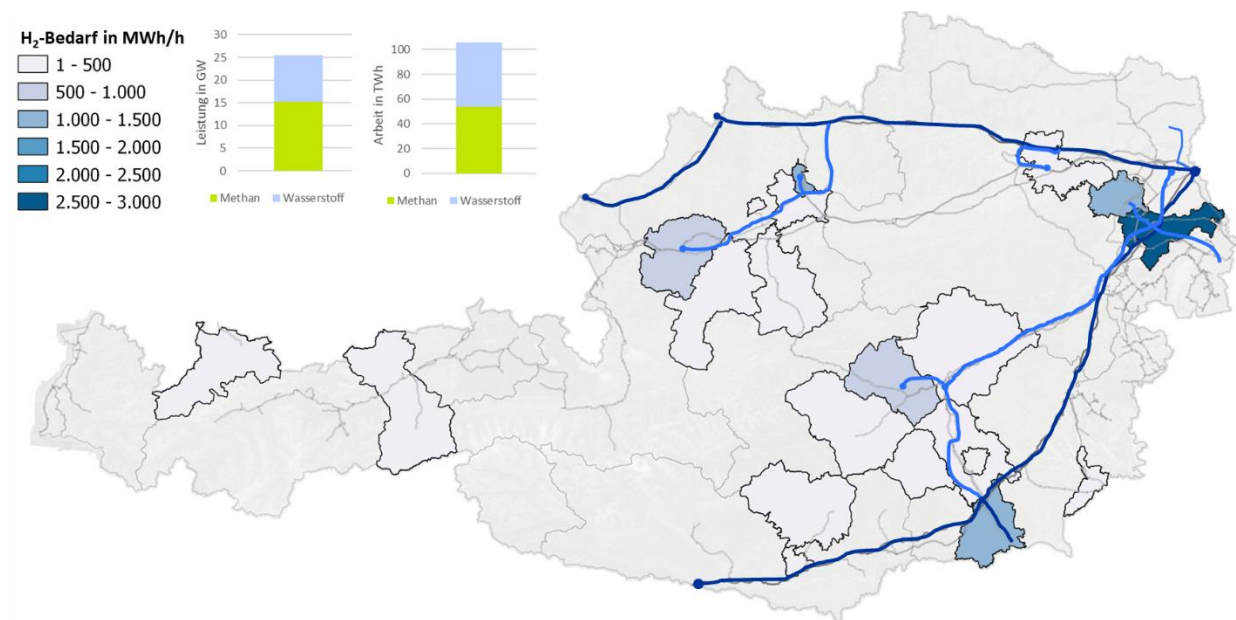 H₂-Bedarf in MWh/h
1 - 500
500 - 1.000
1.000 - 1.500
1.500 - 2.000
2.000 - 2.500
2.500 - 3.000
Leistung in GW
30
25
20
15
10
5
0
Methan Wasserstoff
Arbeit in TWh
100
80
60
40
20
0
Methan Wasserstoff